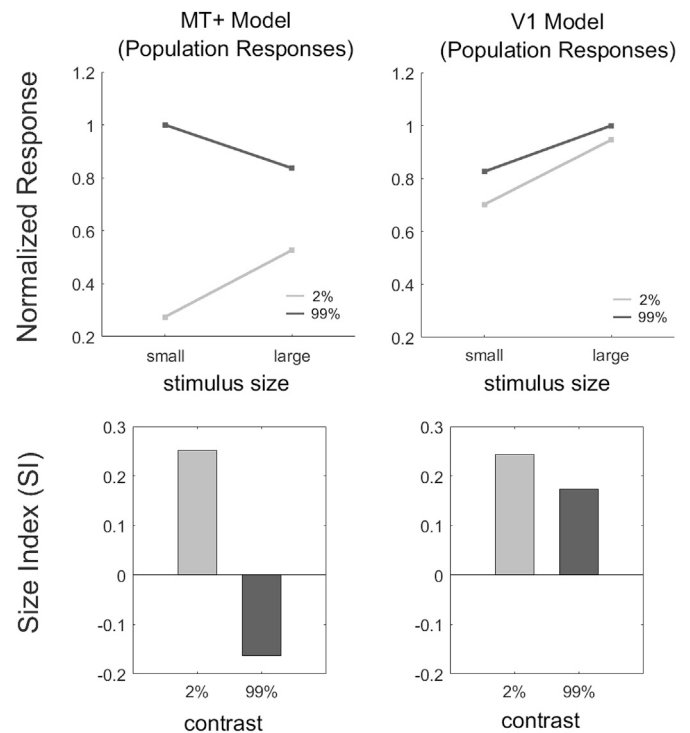 MT+ Model
(Population Responses)
V1 Model
(Population Responses)
Normalized Response
1.2
1
0.8
0.6
0.4
0.2
2%
99%
small
large
stimulus size
1.2
1
0.8
0.6
0.4
0.2
2%
99%
small
large
stimulus size
Size Index (SI)
0.3
0.2
0.1
0
-0.1
-0.2
2%
99%
contrast
0.3
0.2
0.1
0
-0.1
-0.2
2%
99%
contrast